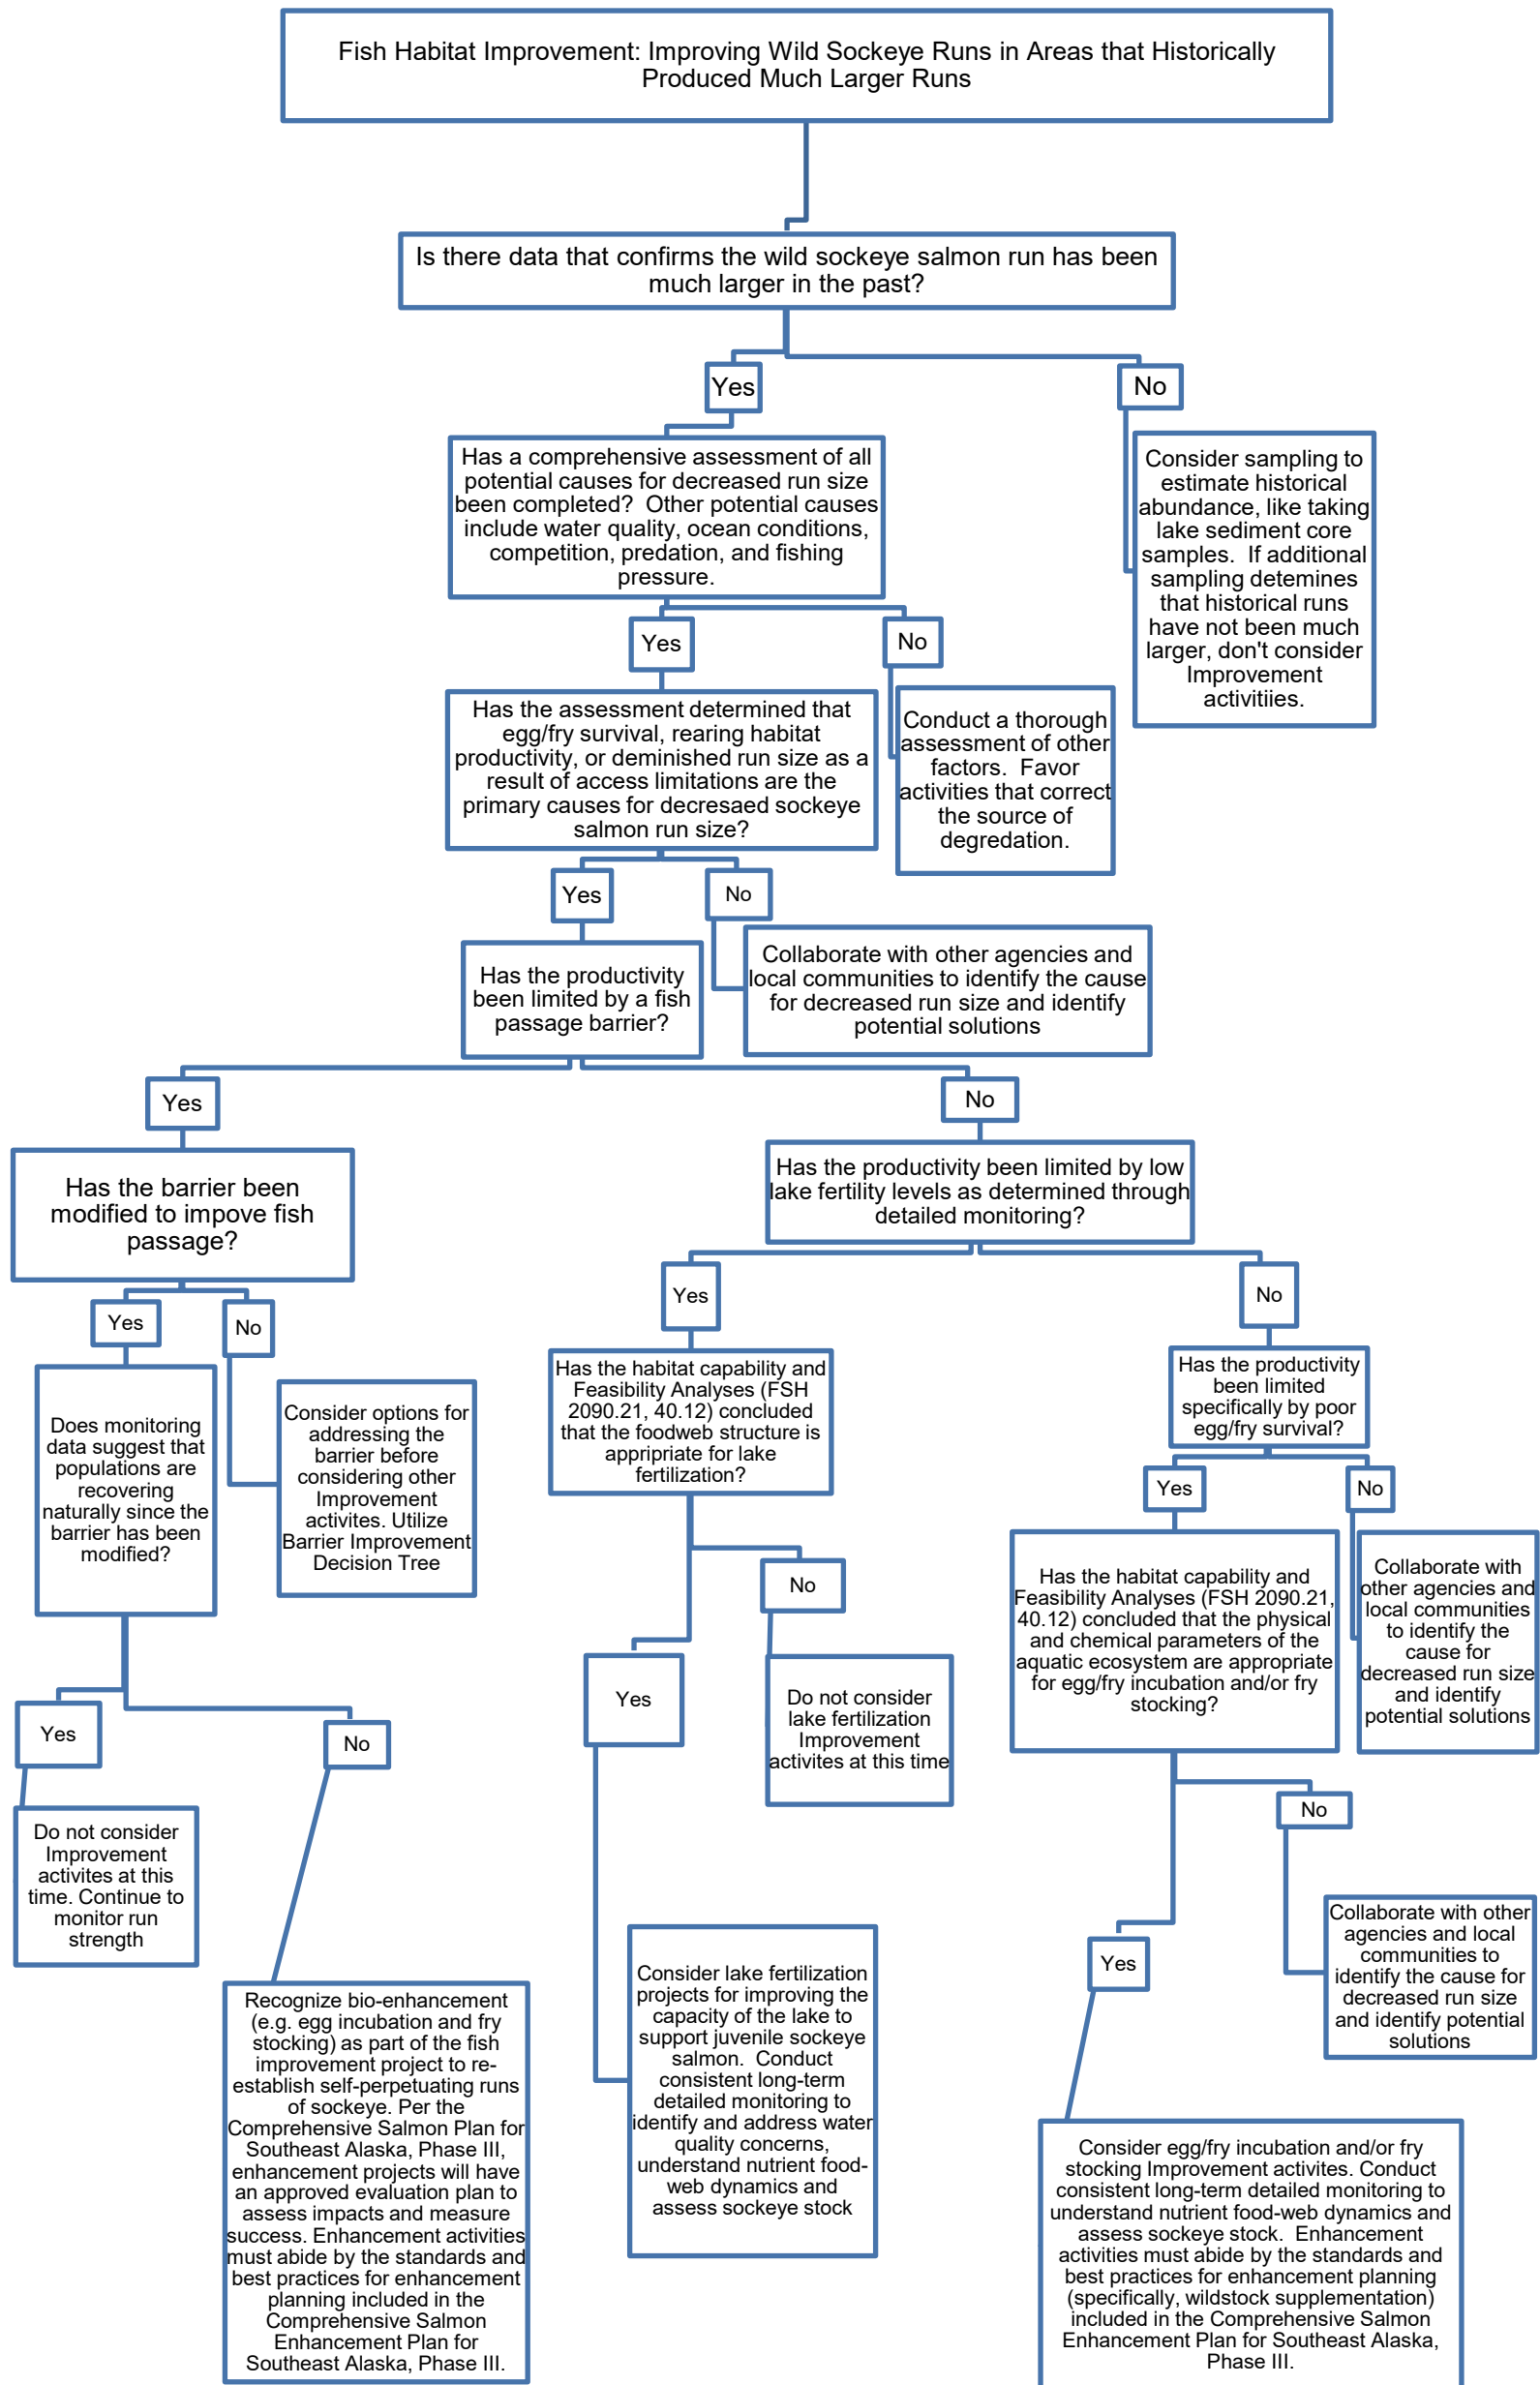 Fish Habitat Improvement: Improving Wild Sockeye Runs in Areas that Historically
Produced Much Larger Runs
Is there data that confirms the wild sockeye salmon run has been
much larger in the past?
Yes
No
Has a comprehensive assessment of all
potential causes for decreased run size
been completed?  Other potential causes
include water quality, ocean conditions,
competition, predation, and fishing
pressure.
Consider sampling to
estimate historical
abundance, like taking
lake sediment core
samples.  If additional
sampling detemines
that historical runs
have not been much
larger, don't consider
Improvement
activitiies.
Yes
No
Has the assessment determined that
egg/fry survival, rearing habitat
productivity, or deminished run size as a
result of access limitations are the
primary causes for decresaed sockeye
salmon run size?
Conduct a thorough
assessment of other
factors.  Favor
activities that correct
the source of
degredation.
Yes
No
Has the productivity
been limited by a fish
passage barrier?
Collaborate with other agencies and
local communities to identify the cause
for decreased run size and identify
potential solutions
Yes
No
Has the barrier been
modified to impove fish
passage?
Has the productivity been limited by low
lake fertility levels as determined through
detailed monitoring?
Yes
No
Yes
No
Does monitoring
data suggest that
populations are
recovering
naturally since the
barrier has been
modified?
Consider options for
addressing the
barrier before
considering other
Improvement
activites. Utilize
Barrier Improvement
Decision Tree
Has the habitat capability and
Feasibility Analyses (FSH
2090.21, 40.12) concluded
that the foodweb structure is
appripriate for lake
fertilization?
Has the productivity
been limited
specifically by poor
egg/fry survival?
Yes
No
Has the habitat capability and
Feasibility Analyses (FSH 2090.21,
40.12) concluded that the physical
and chemical parameters of the
aquatic ecosystem are appropriate
for egg/fry incubation and/or fry
stocking?
Collaborate with
other agencies and
local communities
to identify the
cause for
decreased run size
and identify
potential solutions
Yes
No
Yes
No
Do not consider
lake fertilization
Improvement
activites at this time
Do not consider
Improvement
activites at this
time. Continue to
monitor run
strength
No
Collaborate with other
agencies and local
communities to
identify the cause for
decreased run size
and identify potential
solutions
Yes
Recognize bio-enhancement
(e.g. egg incubation and fry
stocking) as part of the fish
improvement project to re-
establish self-perpetuating runs
of sockeye. Per the
Comprehensive Salmon Plan for
Southeast Alaska, Phase III,
enhancement projects will have
an approved evaluation plan to
assess impacts and measure
success. Enhancement activities
must abide by the standards and
best practices for enhancement
planning included in the
Comprehensive Salmon
Enhancement Plan for
Southeast Alaska, Phase III.
Consider lake fertilization
projects for improving the
capacity of the lake to
support juvenile sockeye
salmon.  Conduct
consistent long-term
detailed monitoring to
identify and address water
quality concerns,
understand nutrient food-
web dynamics and
assess sockeye stock
Consider egg/fry incubation and/or fry
stocking Improvement activites. Conduct
consistent long-term detailed monitoring to
understand nutrient food-web dynamics and
assess sockeye stock.  Enhancement
activities must abide by the standards and
best practices for enhancement planning
(specifically, wildstock supplementation)
included in the Comprehensive Salmon
Enhancement Plan for Southeast Alaska,
Phase III.